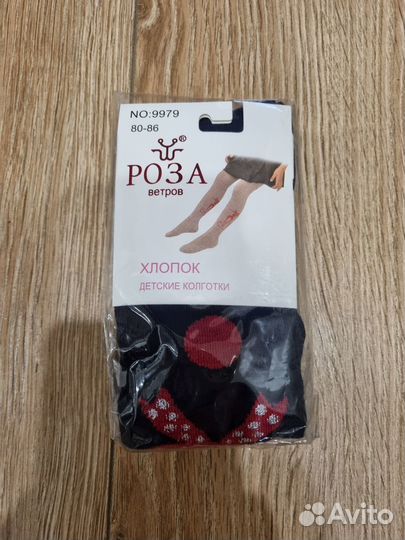 NO:9979
80-86
®
РОЗА
ветров
ХЛОПОК
ДЕТСКИЕ КОЛГОТКИ
Avito